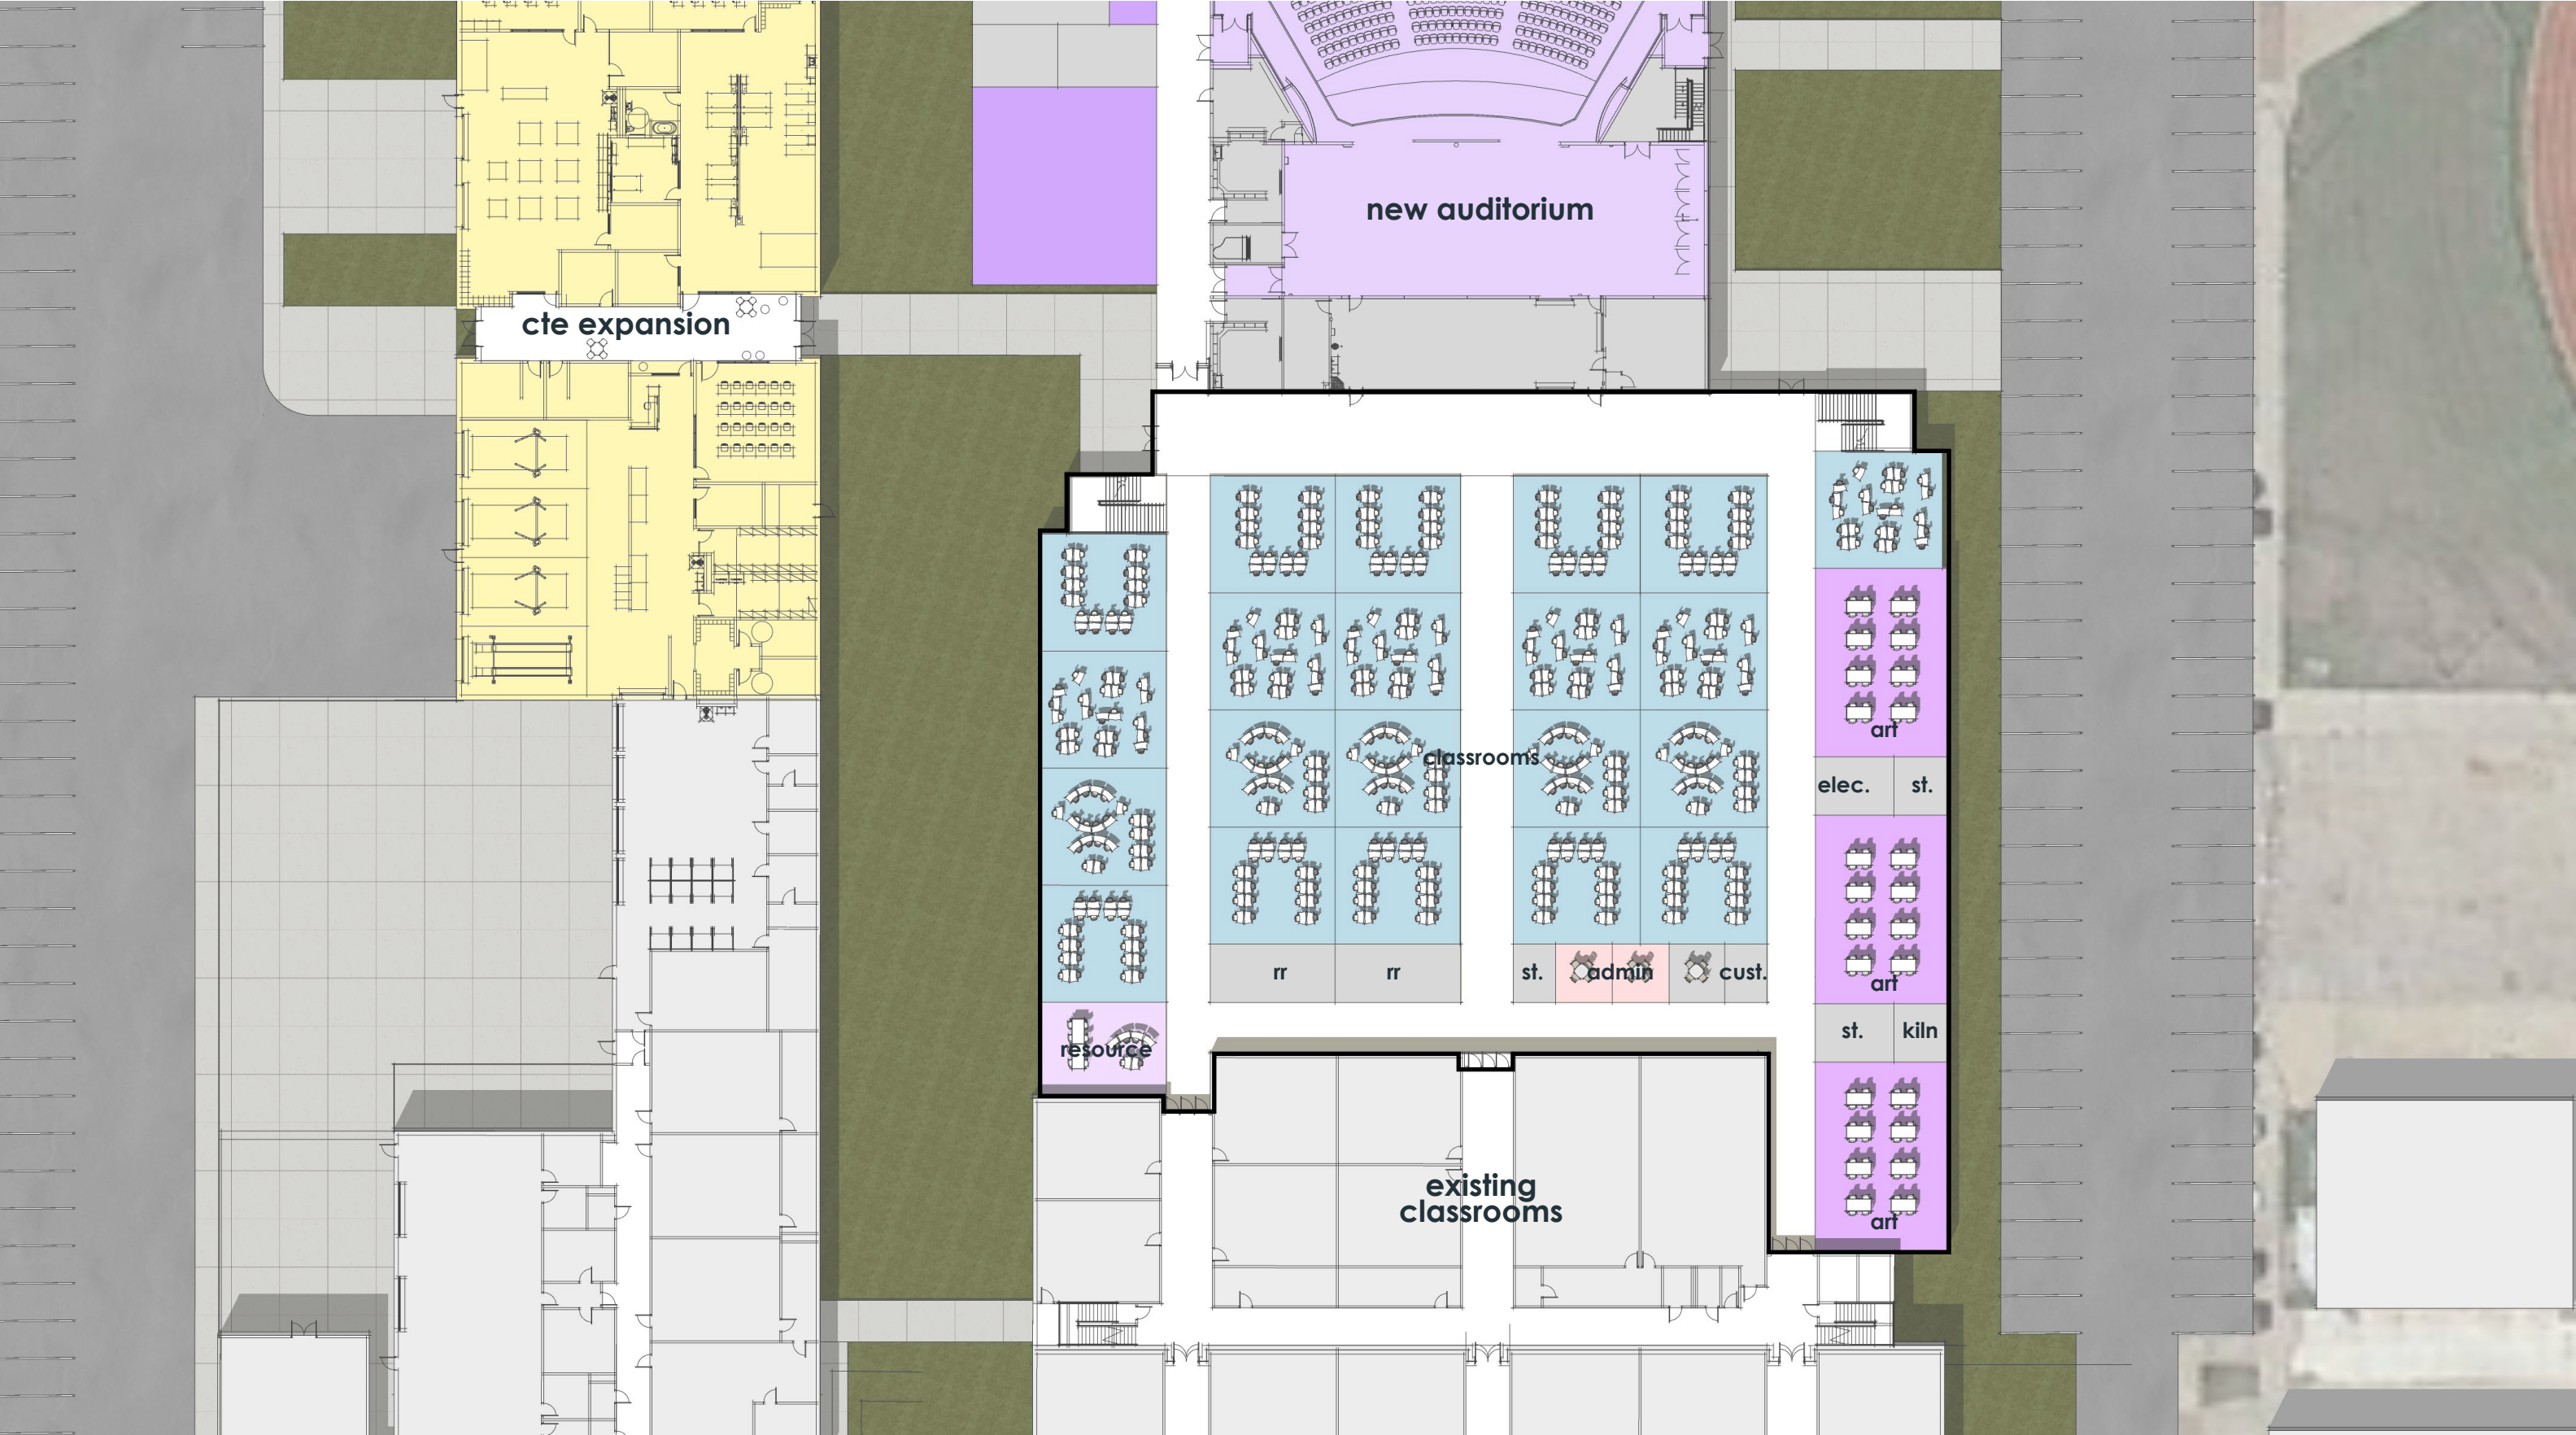 new auditorium
cte expansion
classrooms
art
elec.
st.
rr
rr
st.
admin
cust.
art
st.
kiln
resource
existing
classrooms
art